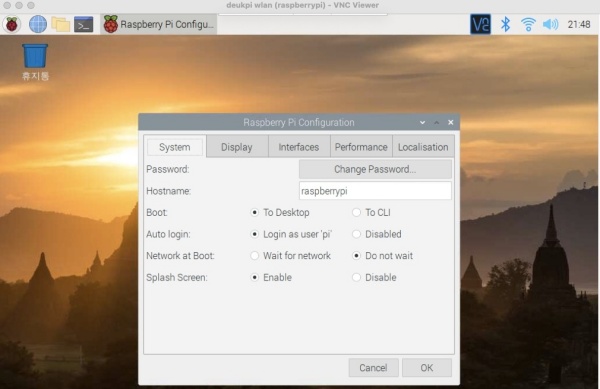 deukpi wlan (raspberrypi) - VNC Viewer
Raspberry Pi Configu...
VΩ
21:48
휴지통
Raspberry Pi Configuration
System Display Interfaces Performance Localisation
Password: Change Password...
Hostname: raspberrypi
Boot: To Desktop To CLI
Auto login: Login as user 'pi' Disabled
Network at Boot: Wait for network Do not wait
Splash Screen: Enable Disable
Cancel OK